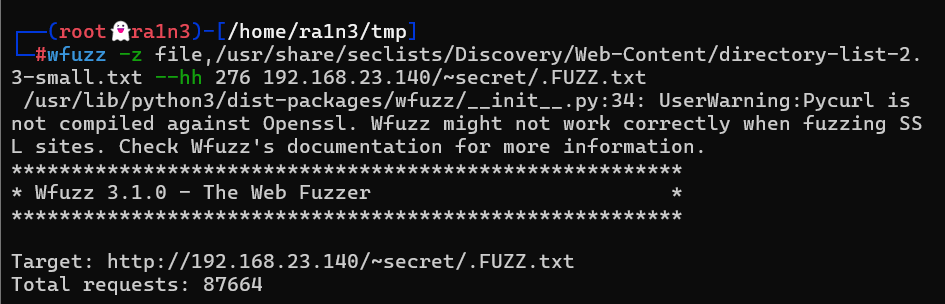 ┌──(root👻ra1n3)-[/home/ra1n3/tmp]
└─#wfuzz -z file,/usr/share/seclists/Discovery/Web-Content/directory-list-2.
3-small.txt --hh 276 192.168.23.140/~secret/.FUZZ.txt
 /usr/lib/python3/dist-packages/wfuzz/__init__.py:34: UserWarning:Pycurl is
not compiled against Openssl. Wfuzz might not work correctly when fuzzing SS
L sites. Check Wfuzz's documentation for more information.
********************************************************
* Wfuzz 3.1.0 - The Web Fuzzer                         *
********************************************************

Target: http://192.168.23.140/~secret/.FUZZ.txt
Total requests: 87664